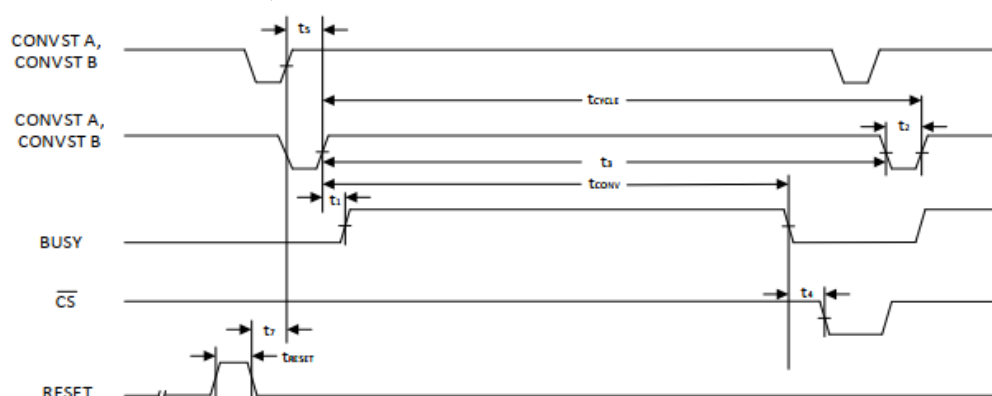 t5
CONVST A,
CONVST B
tCYCLE
CONVST A,
CONVST B
t2
t3
tCONV
t1
BUSY
CS
t4
t7
tRESET
RESET